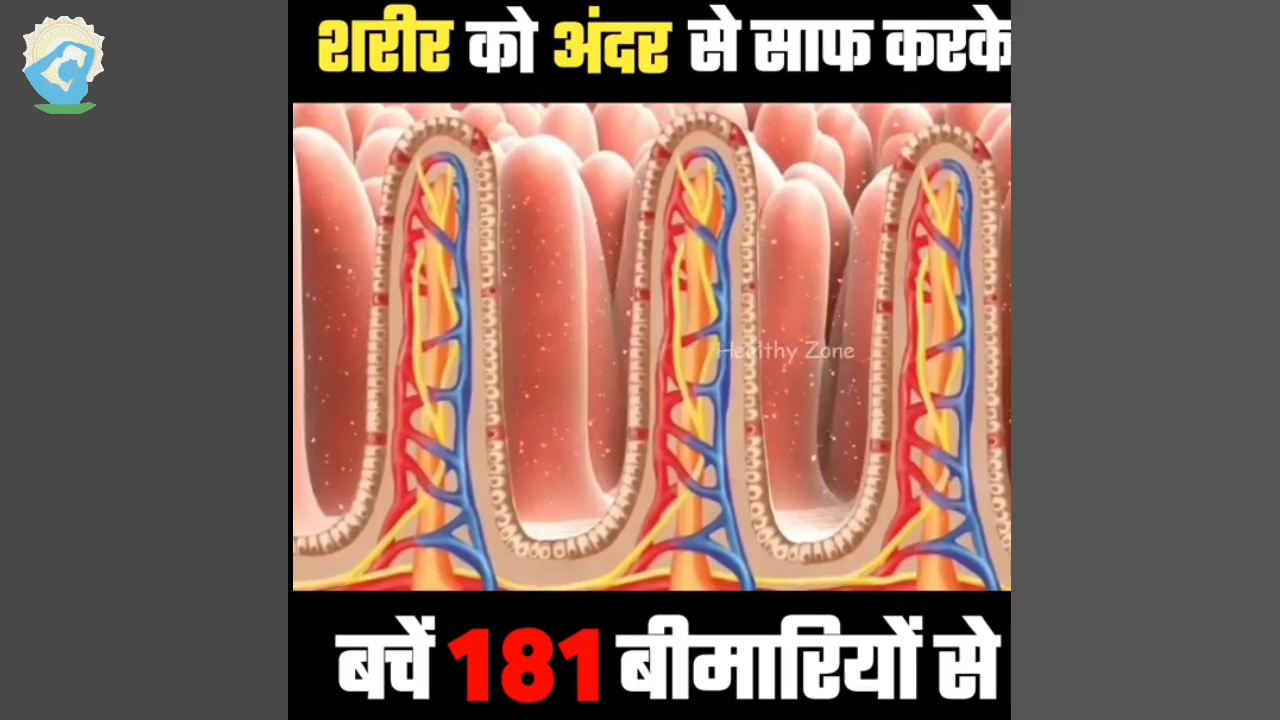 शरीर को अंदर से साफ करके
Healthy Zone
बचें 181 बीमारियों से